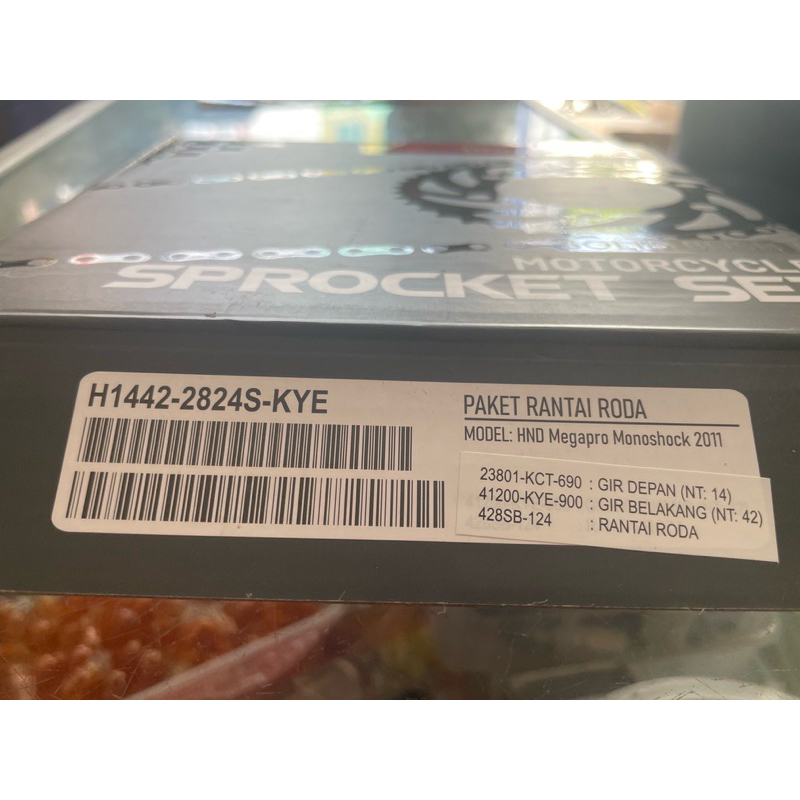 MOTORCYCLE
SPROCKET SET
H1442-2824S-KYE
PAKET RANTAI RODA
MODEL: HND Megapro Monoshock 2011
23801-KCT-690 : GIR DEPAN (NT: 14)
41200-KYE-900 : GIR BELAKANG (NT: 42)
428SB-124 : RANTAI RODA